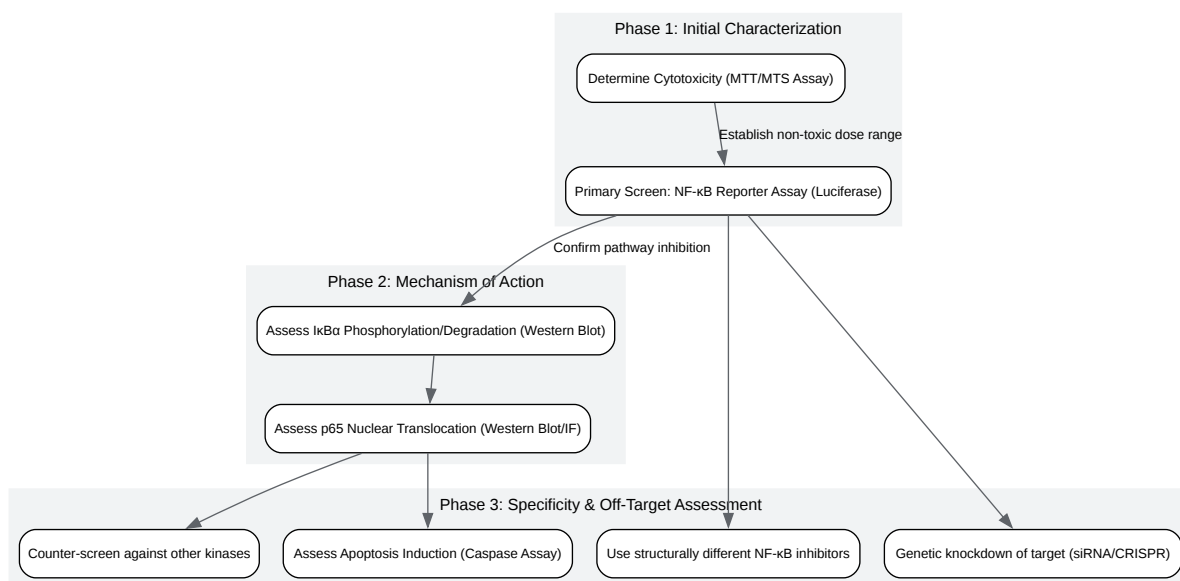 Phase 1: Initial Characterization
Determine Cytotoxicity (MTT/MTS Assay)
Establish non-toxic dose range
Primary Screen: NF-κB Reporter Assay (Luciferase)
Confirm pathway inhibition
Phase 2: Mechanism of Action
Assess IκBα Phosphorylation/Degradation (Western Blot)
Assess p65 Nuclear Translocation (Western Blot/IF)
Phase 3: Specificity & Off-Target Assessment
Counter-screen against other kinases
Assess Apoptosis Induction (Caspase Assay)
Use structurally different NF-κB inhibitors
Genetic knockdown of target (siRNA/CRISPR)